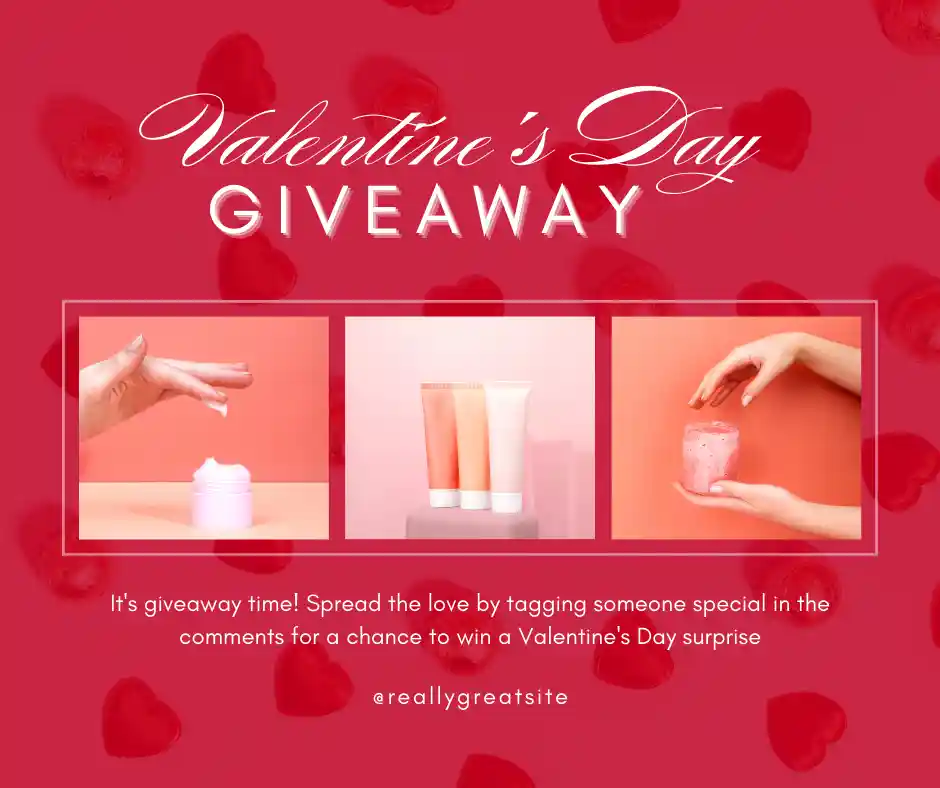 Valentine's Day
GIVEAWAY
It's giveaway time! Spread the love by tagging someone special in the
comments for a chance to win a Valentine's Day surprise
@reallygreatsite